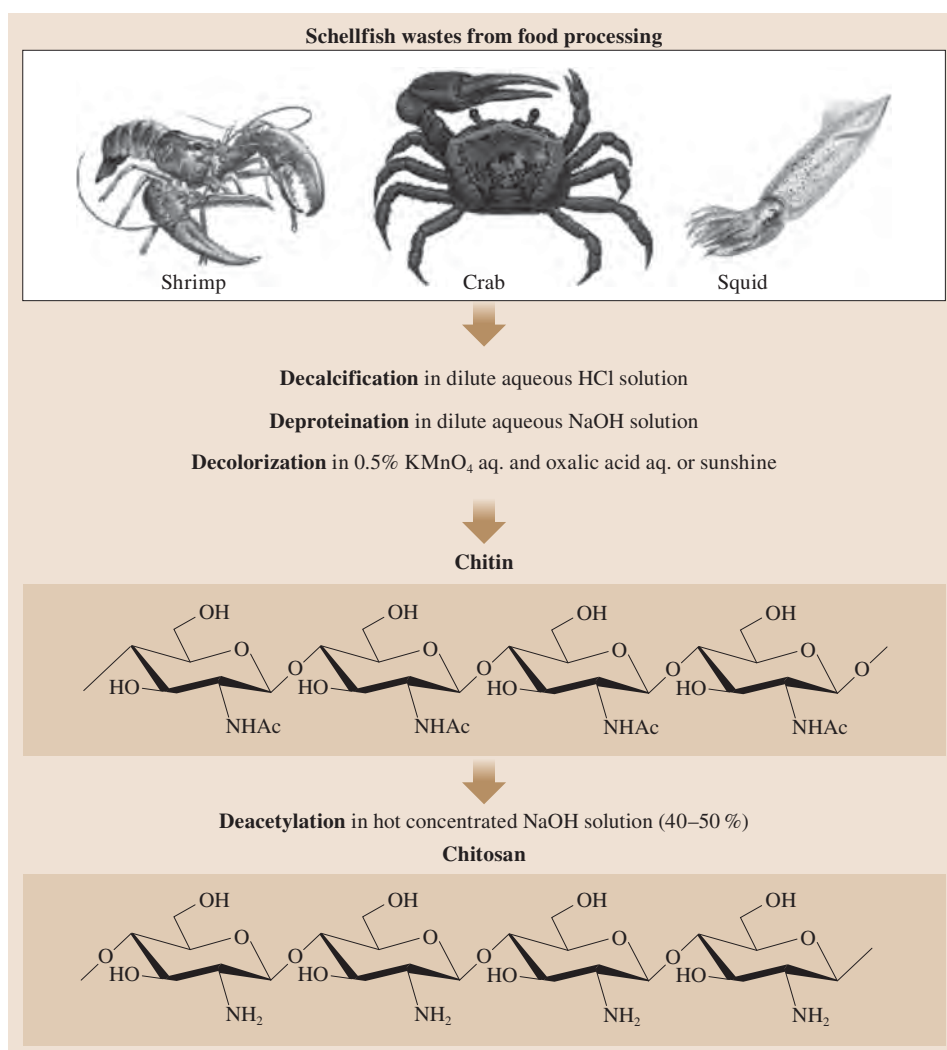 Schellfish wastes from food processing
Shrimp Crab Squid
Decalcification in dilute aqueous HCl solution
Deproteination in dilute aqueous NaOH solution
Decolorization in 0.5% KMnO₄ aq. and oxalic acid aq. or sunshine
Chitin
OH OH OH OH
O O O O
O O O O
HO HO HO HO
NHAc NHAc NHAc NHAc
Deacetylation in hot concentrated NaOH solution (40–50 %)
Chitosan
OH OH OH OH
O O O O
O O O O
HO HO HO HO
NH₂ NH₂ NH₂ NH₂